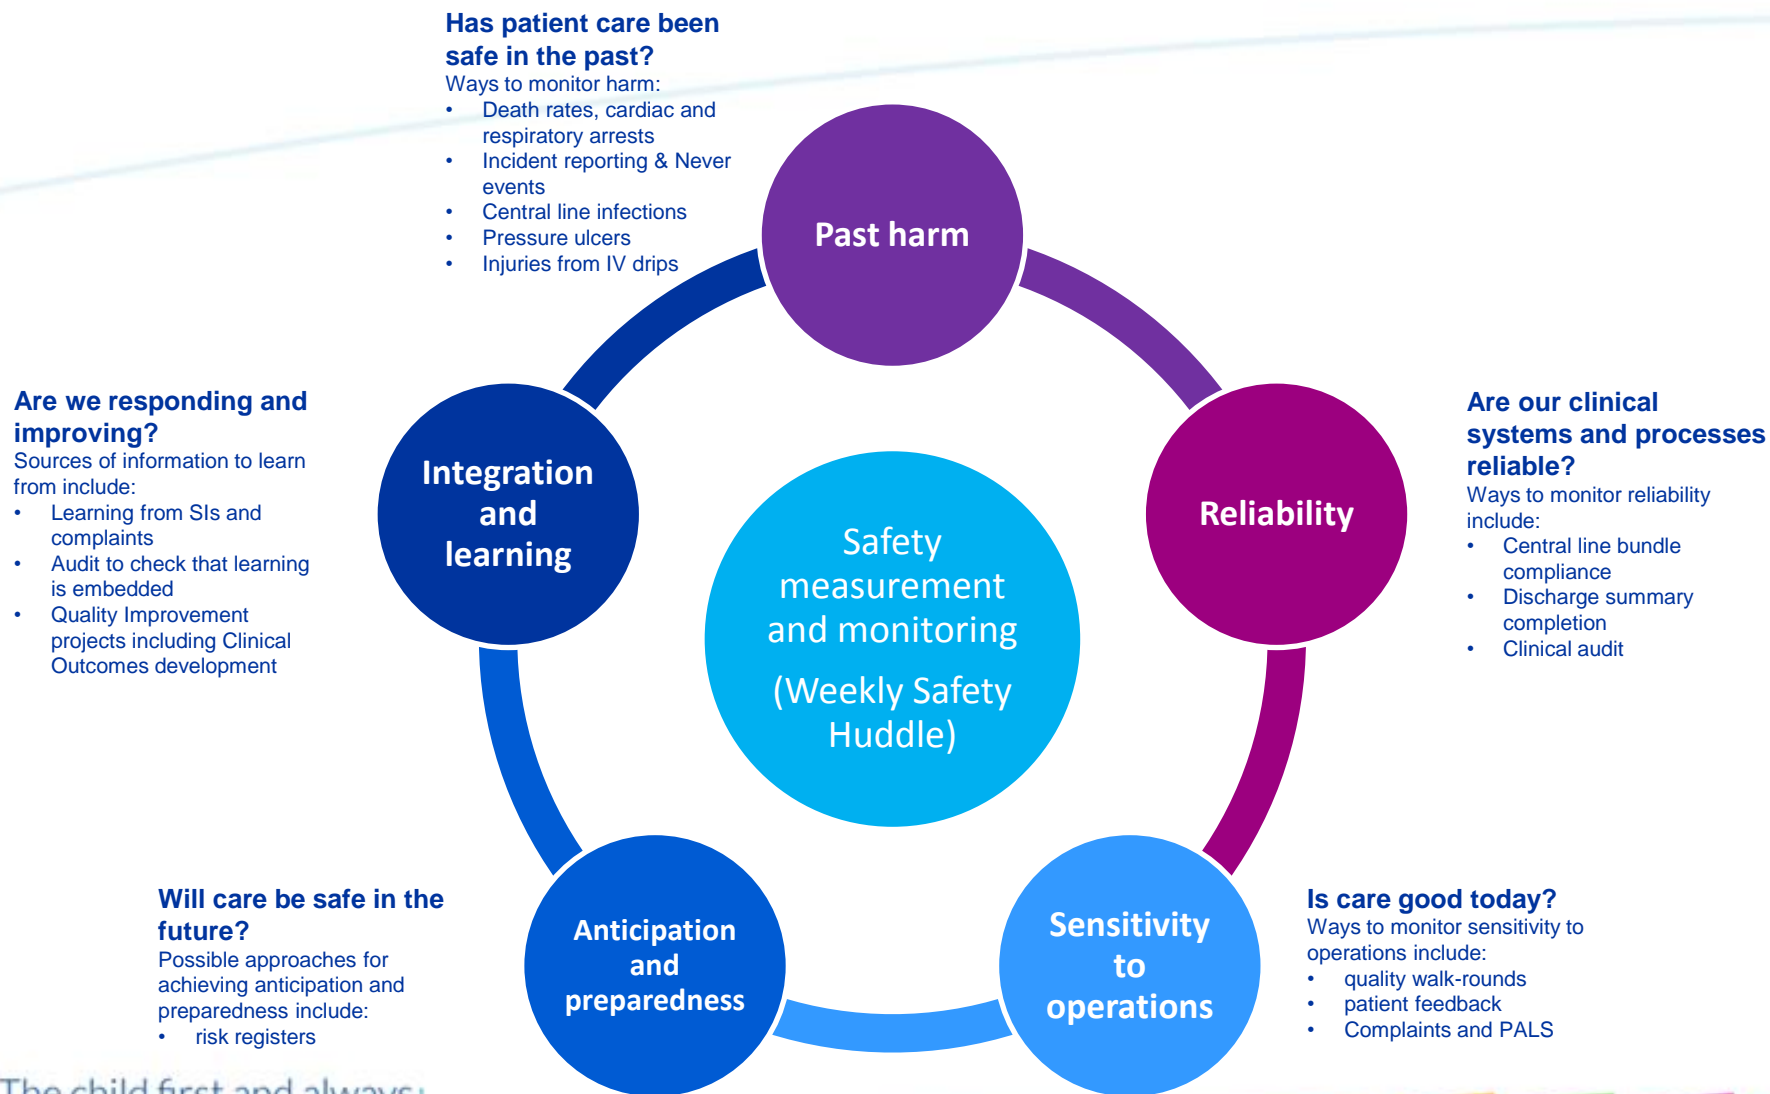 Has patient care been
safe in the past?
Ways to monitor harm:
• Death rates, cardiac and
respiratory arrests
• Incident reporting & Never
events
• Central line infections
• Pressure ulcers
• Injuries from IV drips
Past harm
Are we responding and
improving?
Sources of information to learn
from include:
• Learning from SIs and
complaints
• Audit to check that learning
is embedded
• Quality Improvement
projects including Clinical
Outcomes development
Integration
and
learning
Safety
measurement
and monitoring
(Weekly Safety
Huddle)
Reliability
Are our clinical
systems and processes
reliable?
Ways to monitor reliability
include:
• Central line bundle
compliance
• Discharge summary
completion
• Clinical audit
Will care be safe in the
future?
Possible approaches for
achieving anticipation and
preparedness include:
• risk registers
Anticipation
and
preparedness
Sensitivity
to
operations
Is care good today?
Ways to monitor sensitivity to
operations include:
• quality walk-rounds
• patient feedback
• Complaints and PALS
The child first and always